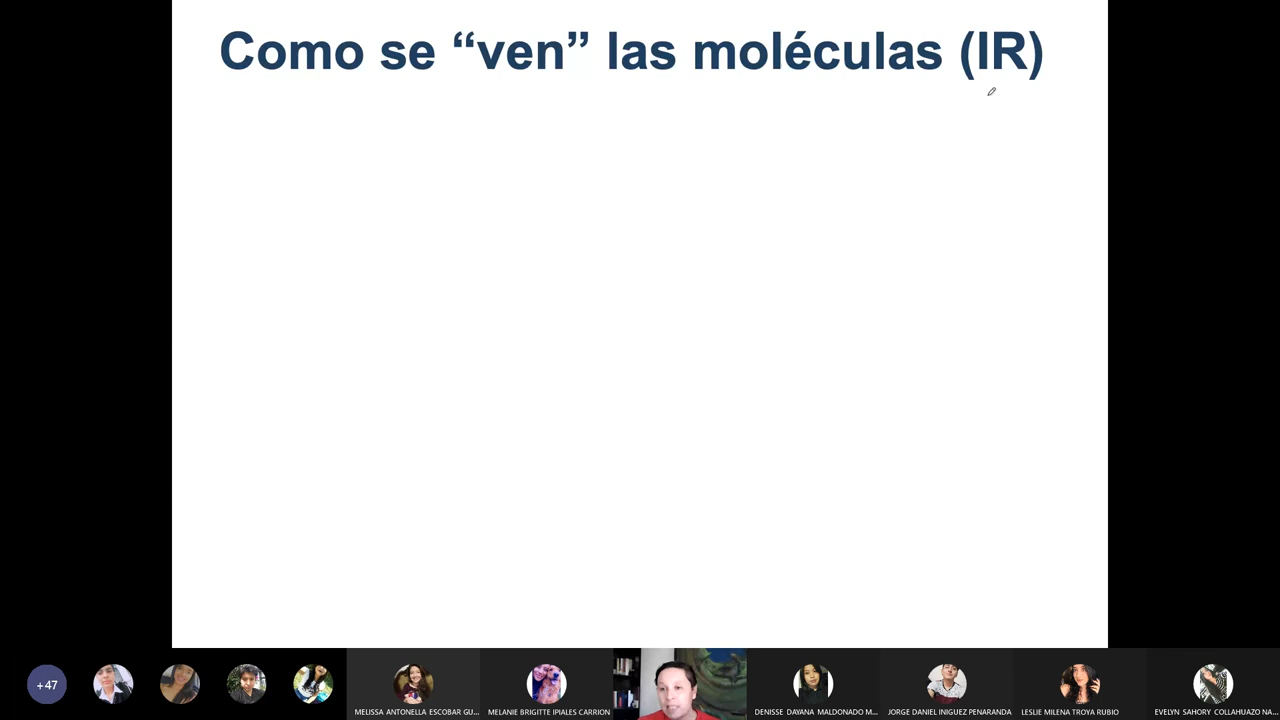 Como se “ven” las moléculas (IR)
+47
MELISSA ANTONELLA ESCOBAR GU...
MELANIE BRIGITTE IPIALES CARRION
DENISSE DAYANA MALDONADO M...
JORGE DANIEL INIGUEZ PENARANDA
LESLIE MILENA TROYA RUBIO
EVELYN SAHORY COLLAHUAZO NA...